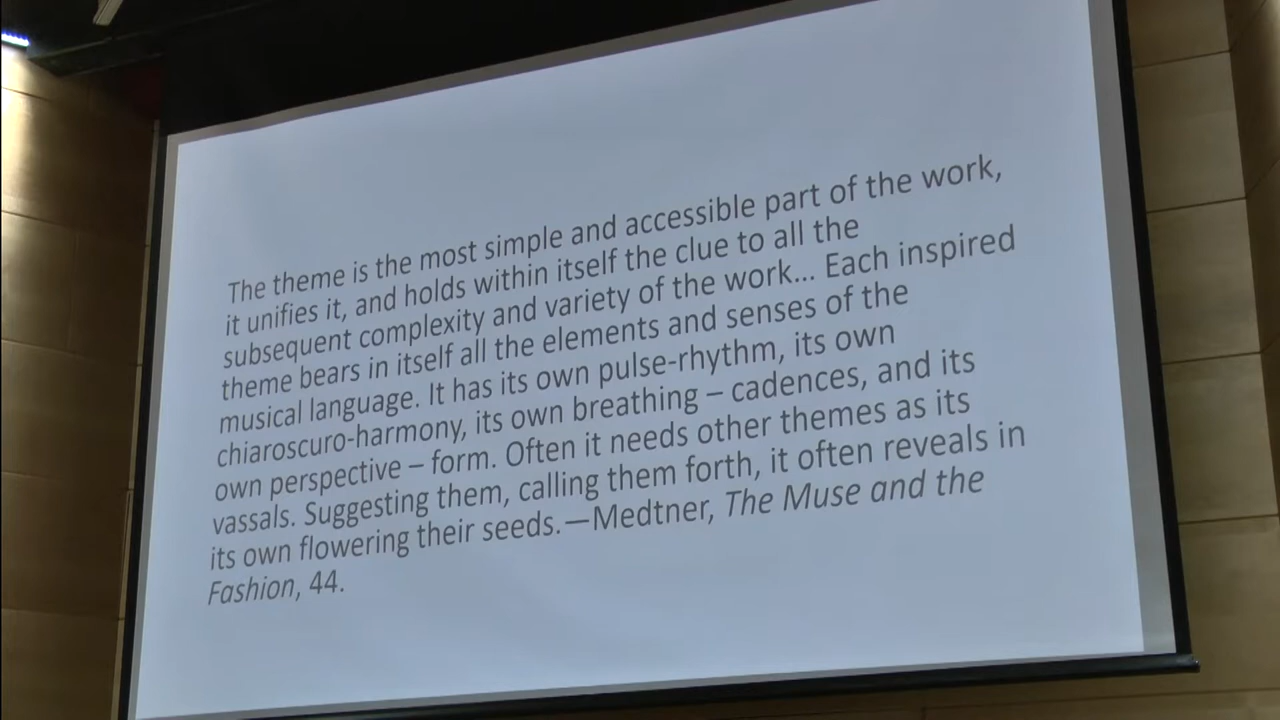 The theme is the most simple and accessible part of the work,
it unifies it, and holds within itself the clue to all the
subsequent complexity and variety of the work... Each inspired
theme bears in itself all the elements and senses of the
musical language. It has its own pulse-rhythm, its own
chiaroscuro-harmony, its own breathing – cadences, and its
own perspective – form. Often it needs other themes as its
vassals. Suggesting them, calling them forth, it often reveals in
its own flowering their seeds.—Medtner, The Muse and the
Fashion, 44.